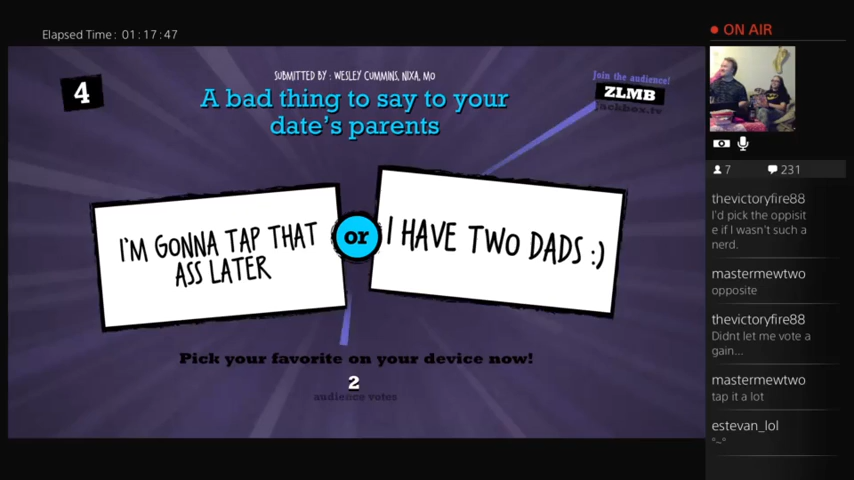 Elapsed Time : 01:17:47
ON AIR
4
SUBMITTED BY : WESLEY CUMMINS, NIXA, MO
A bad thing to say to your
date's parents
Join the audience!
ZLMB
jackbox.tv
I'M GONNA TAP THAT
ASS LATER
or
I HAVE TWO DADS :)
Pick your favorite on your device now!
2
audience votes
7
231
thevictoryfire88
I'd pick the oppisit
e if I wasn't such a
nerd.
mastermewtwo
opposite
thevictoryfire88
Didnt let me vote a
gain...
mastermewtwo
tap it a lot
estevan_lol
°~°